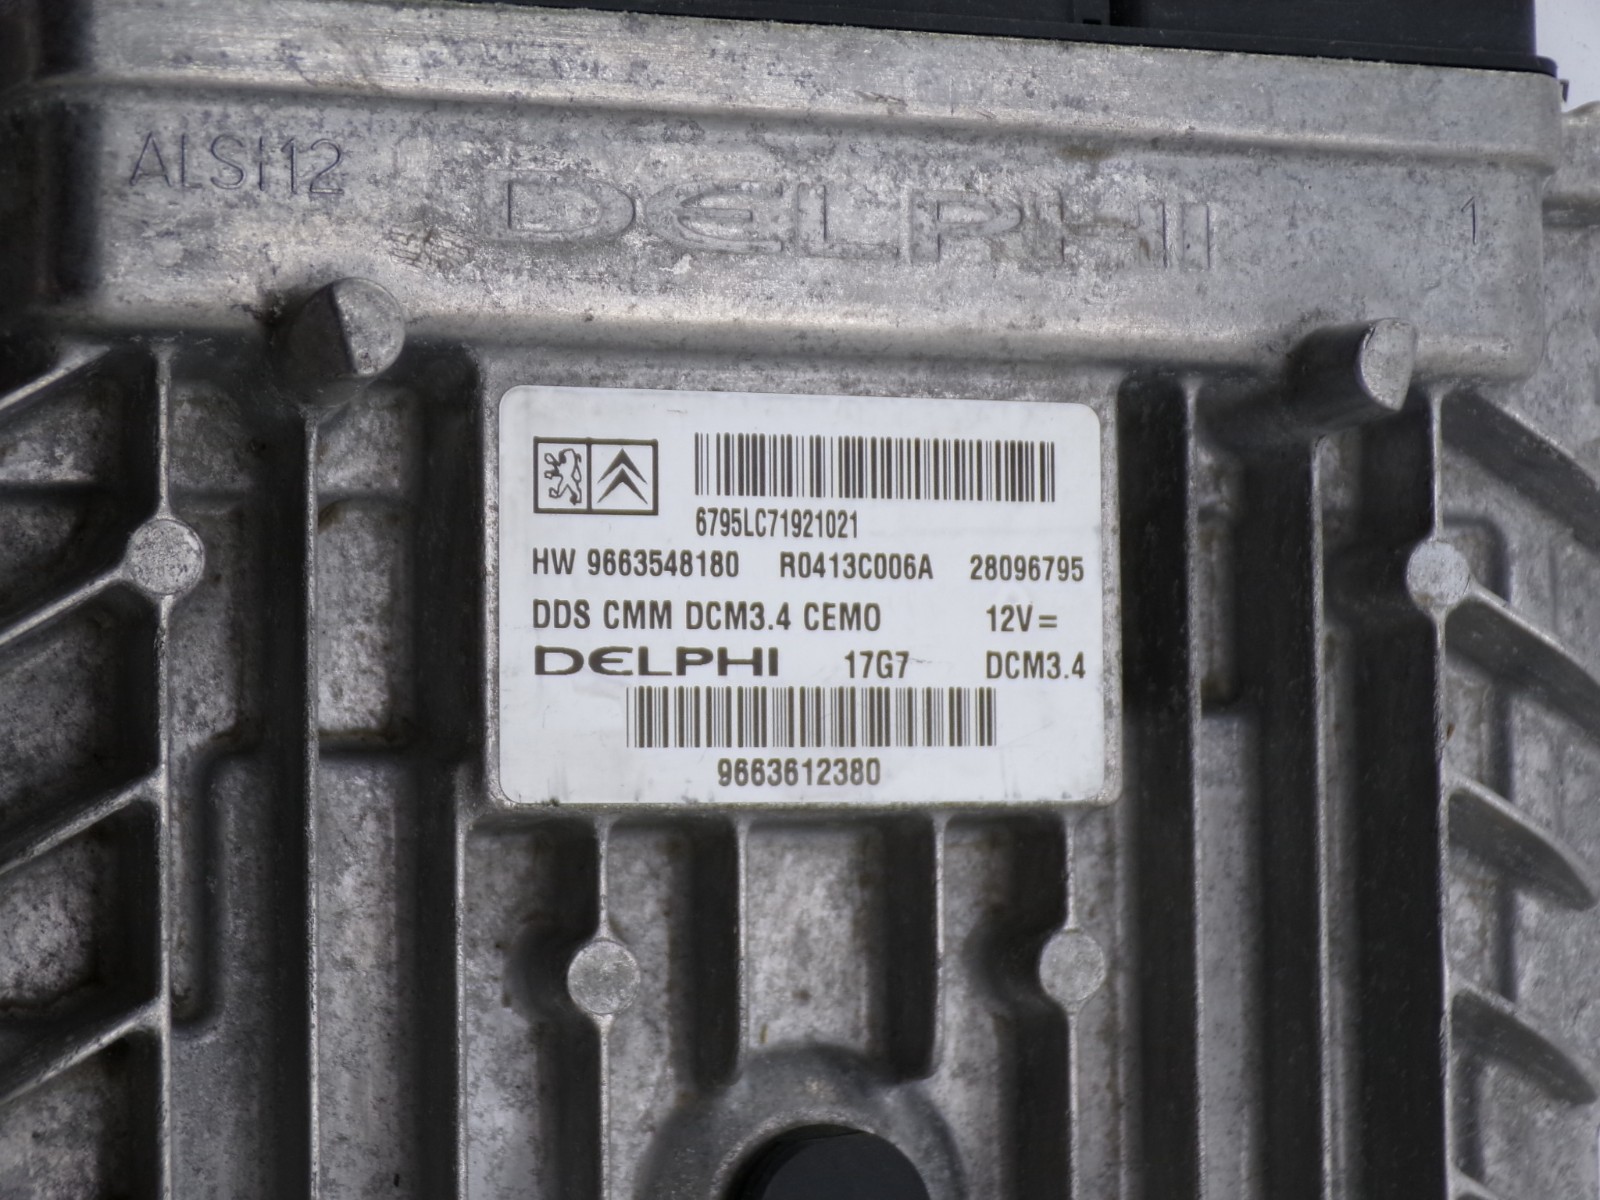 ALSI12 DELPHI 1
6795LC71921021
HW 9663548180 R0413C006A 28096795
DDS CMM DCM3.4 CEMO 12V=
DELPHI 17G7 DCM3.4
9663612380